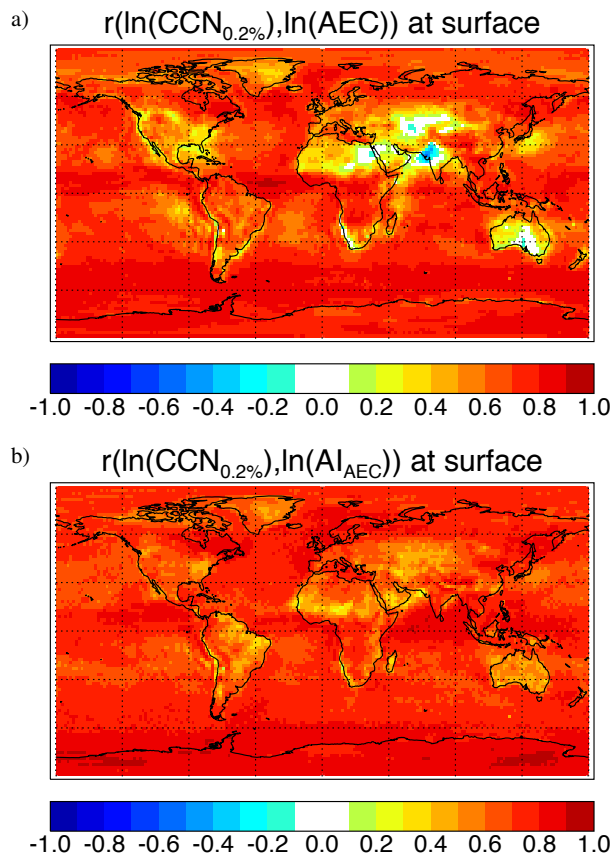 a)
r(ln(CCN0.2%),ln(AEC)) at surface
-1.0 -0.8 -0.6 -0.4 -0.2 0.0 0.2 0.4 0.6 0.8 1.0
b)
r(ln(CCN0.2%),ln(AIAEC)) at surface
-1.0 -0.8 -0.6 -0.4 -0.2 0.0 0.2 0.4 0.6 0.8 1.0